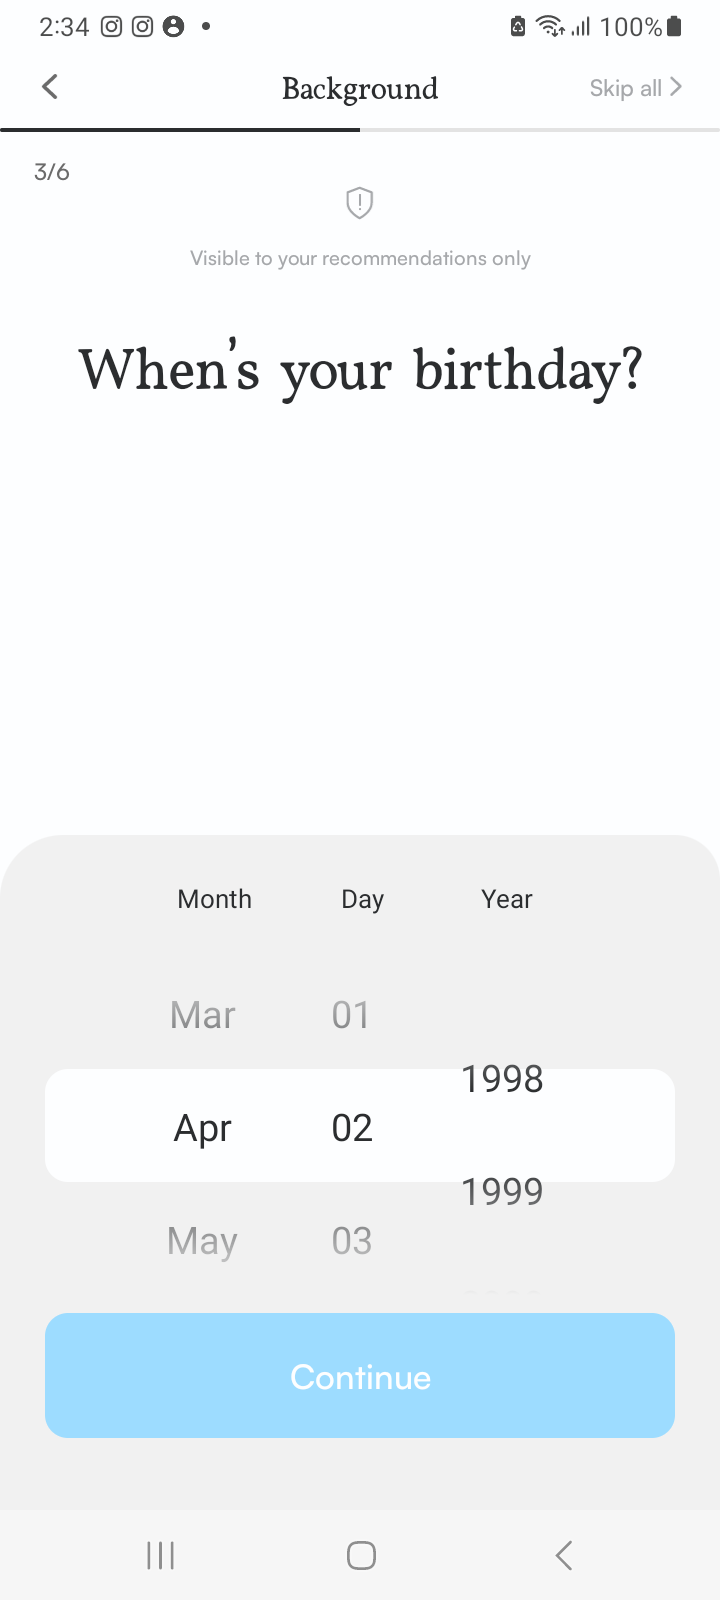 2:34
100%
Background
Skip all
3/6
Visible to your recommendations only
When's your birthday?
Month Day Year
Mar 01
1998
Apr 02
1999
May 03
Continue